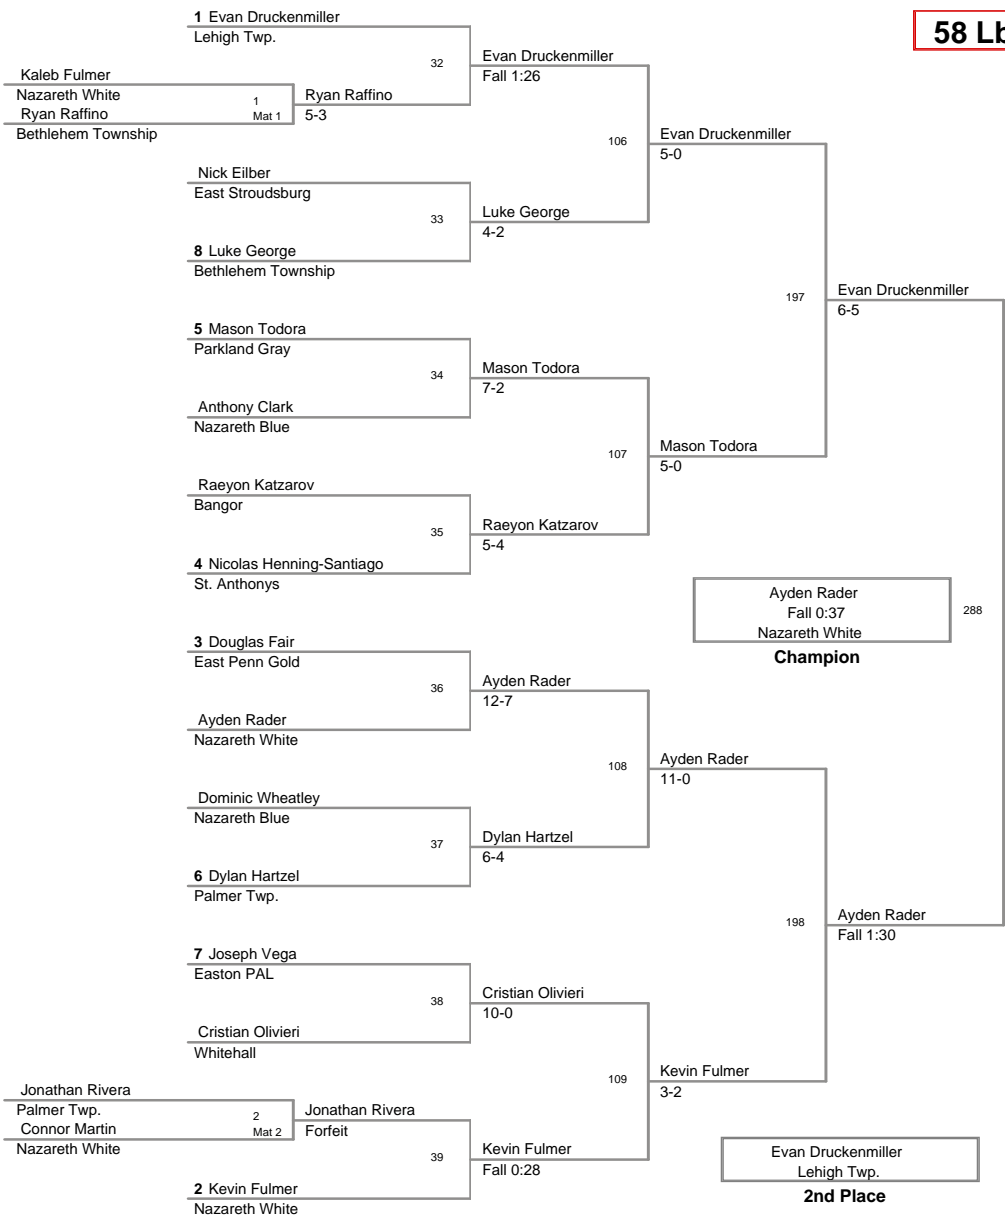 1 Evan Druckenmiller
Lehigh Twp.
58 Lb
32
Evan Druckenmiller
Fall 1:26
Kaleb Fulmer
Nazareth White
1
Mat 1
Ryan Raffino
5-3
Ryan Raffino
Bethlehem Township
106
Evan Druckenmiller
5-0
Nick Eilber
East Stroudsburg
33
Luke George
4-2
8 Luke George
Bethlehem Township
197
Evan Druckenmiller
6-5
5 Mason Todora
Parkland Gray
34
Mason Todora
7-2
Anthony Clark
Nazareth Blue
107
Mason Todora
5-0
Raeyon Katzarov
Bangor
35
Raeyon Katzarov
5-4
4 Nicolas Henning-Santiago
St. Anthonys
Ayden Rader
Fall 0:37
Nazareth White
288
Champion
3 Douglas Fair
East Penn Gold
36
Ayden Rader
12-7
Ayden Rader
Nazareth White
108
Ayden Rader
11-0
Dominic Wheatley
Nazareth Blue
37
Dylan Hartzel
6-4
6 Dylan Hartzel
Palmer Twp.
198
Ayden Rader
Fall 1:30
7 Joseph Vega
Easton PAL
38
Cristian Olivieri
10-0
Cristian Olivieri
Whitehall
109
Kevin Fulmer
3-2
Jonathan Rivera
Palmer Twp.
2
Mat 2
Jonathan Rivera
Forfeit
Connor Martin
Nazareth White
39
Kevin Fulmer
Fall 0:28
2 Kevin Fulmer
Nazareth White
Evan Druckenmiller
Lehigh Twp.
2nd Place